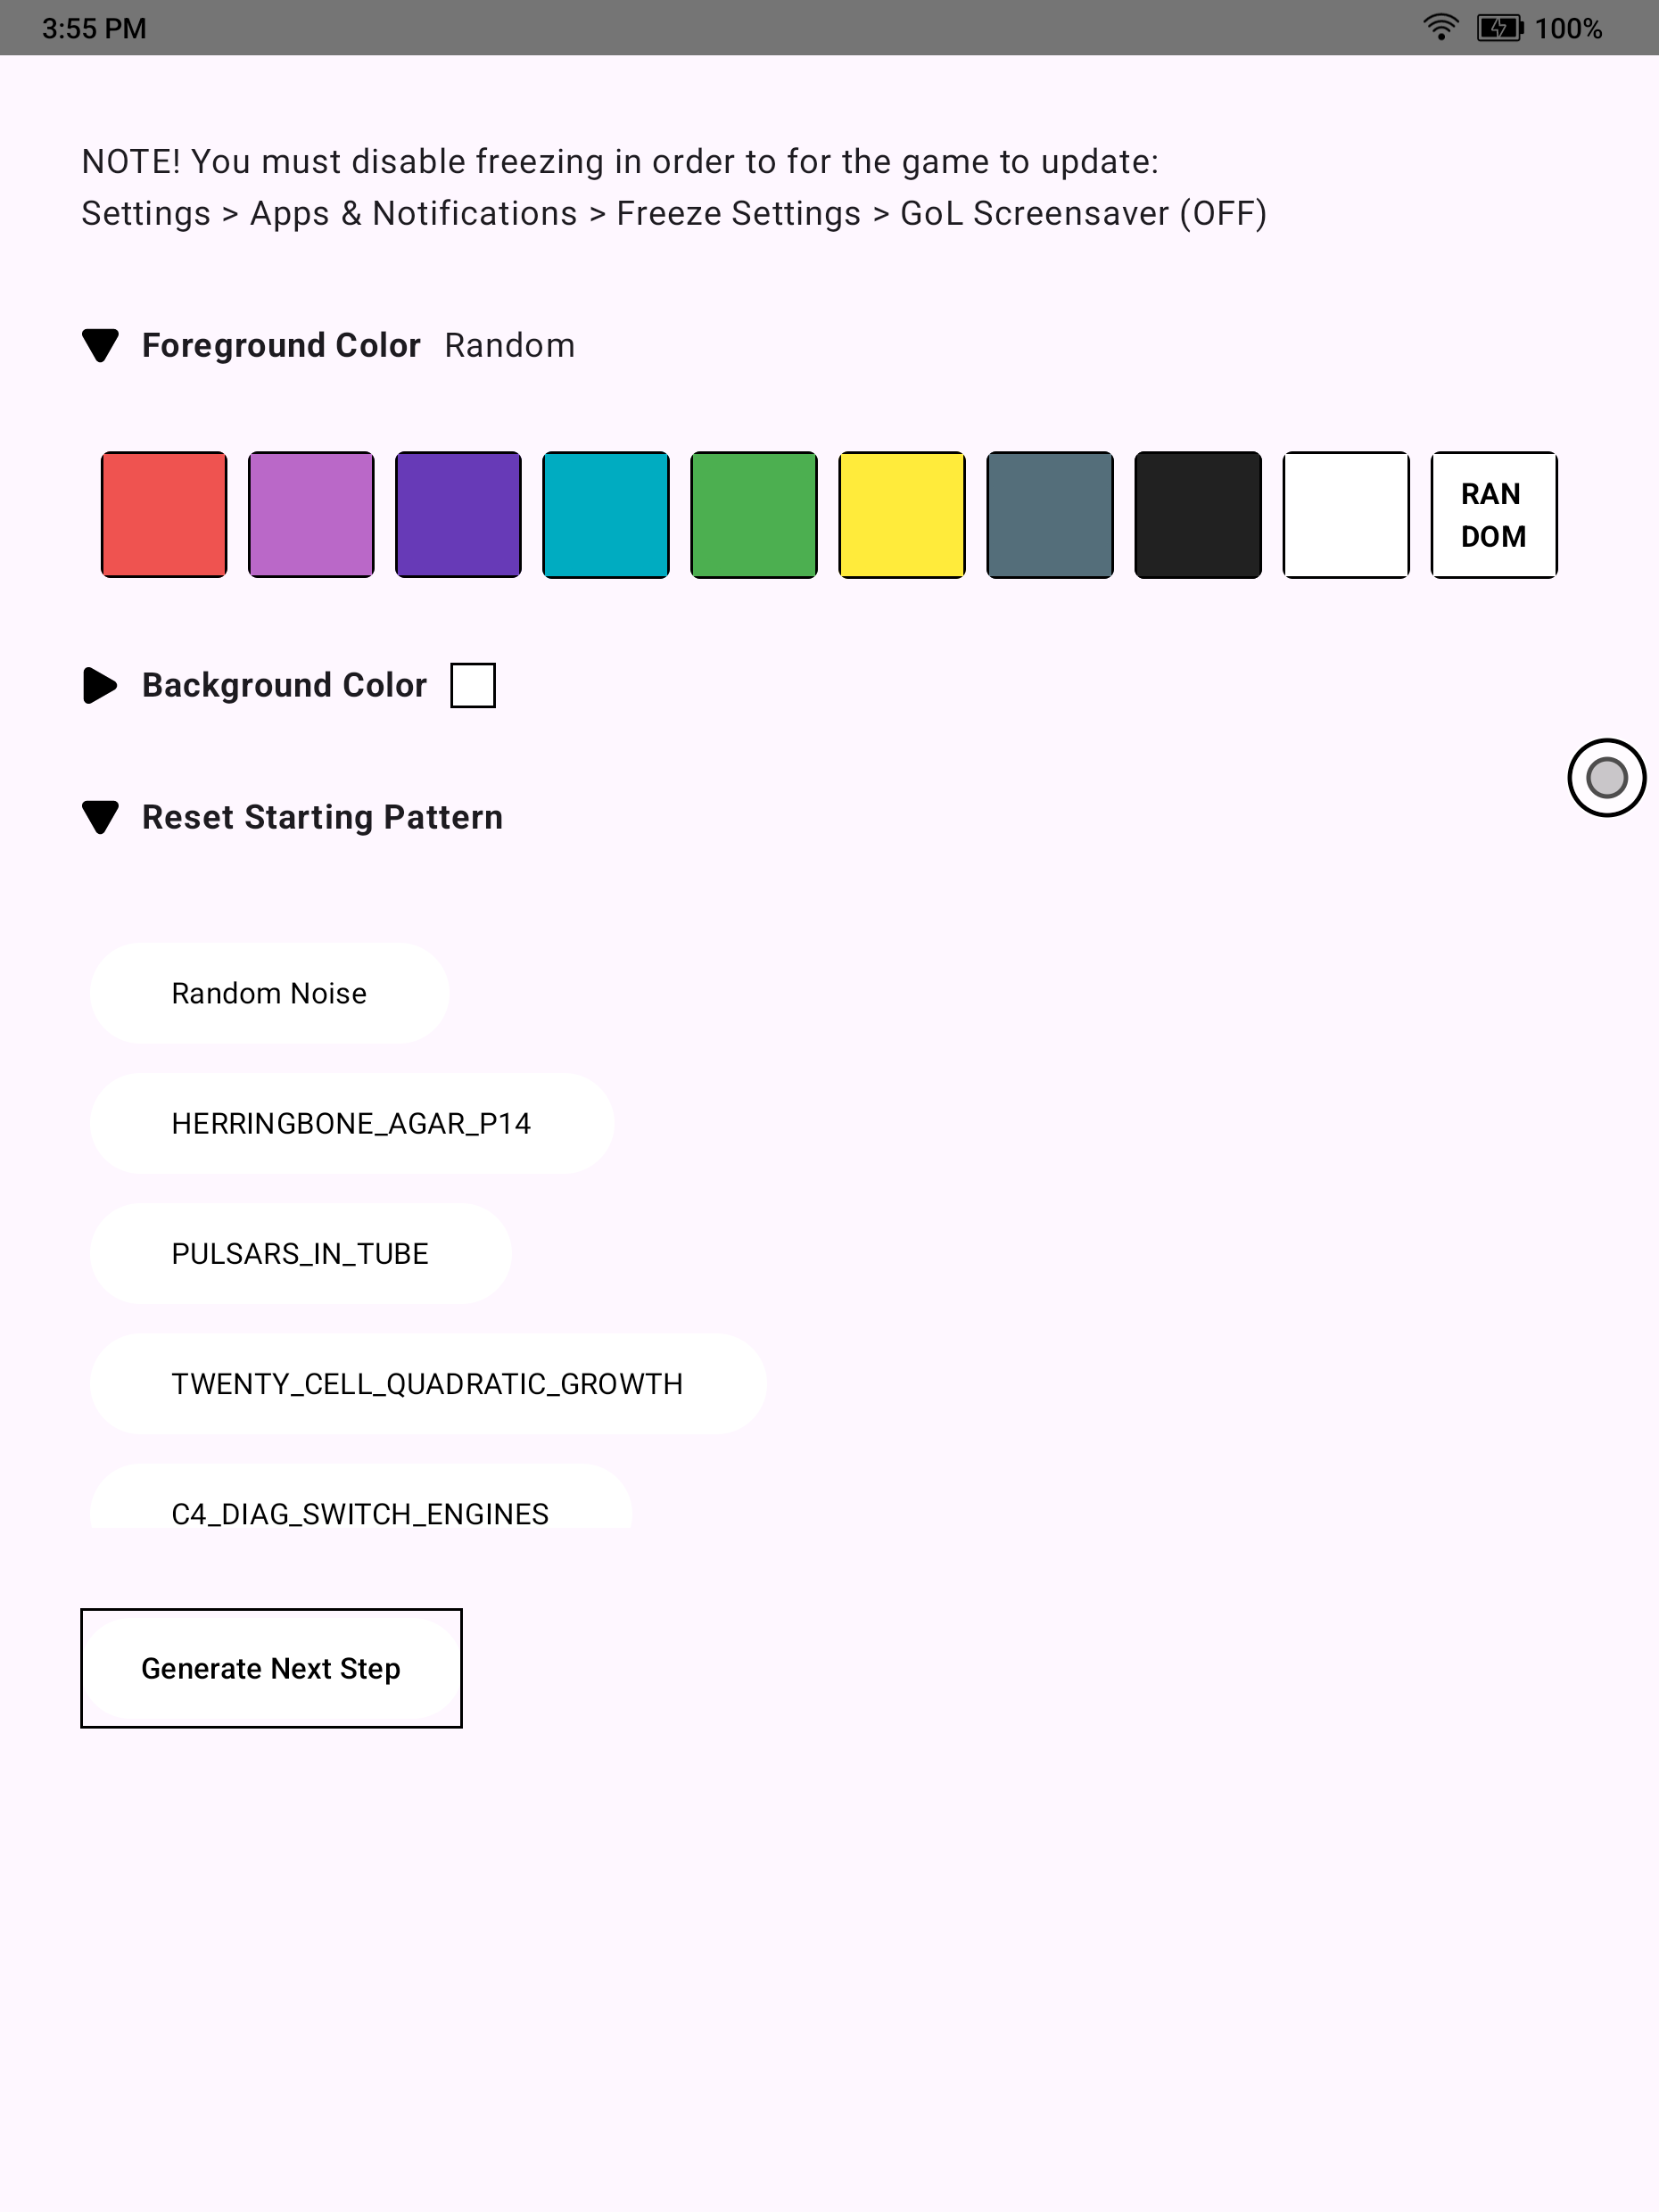 3:55 PM
100%
NOTE! You must disable freezing in order to for the game to update:
Settings > Apps & Notifications > Freeze Settings > GoL Screensaver (OFF)
Foreground Color Random
RAN
DOM
Background Color
Reset Starting Pattern
Random Noise
HERRINGBONE_AGAR_P14
PULSARS_IN_TUBE
TWENTY_CELL_QUADRATIC_GROWTH
C4_DIAG_SWITCH_ENGINES
Generate Next Step